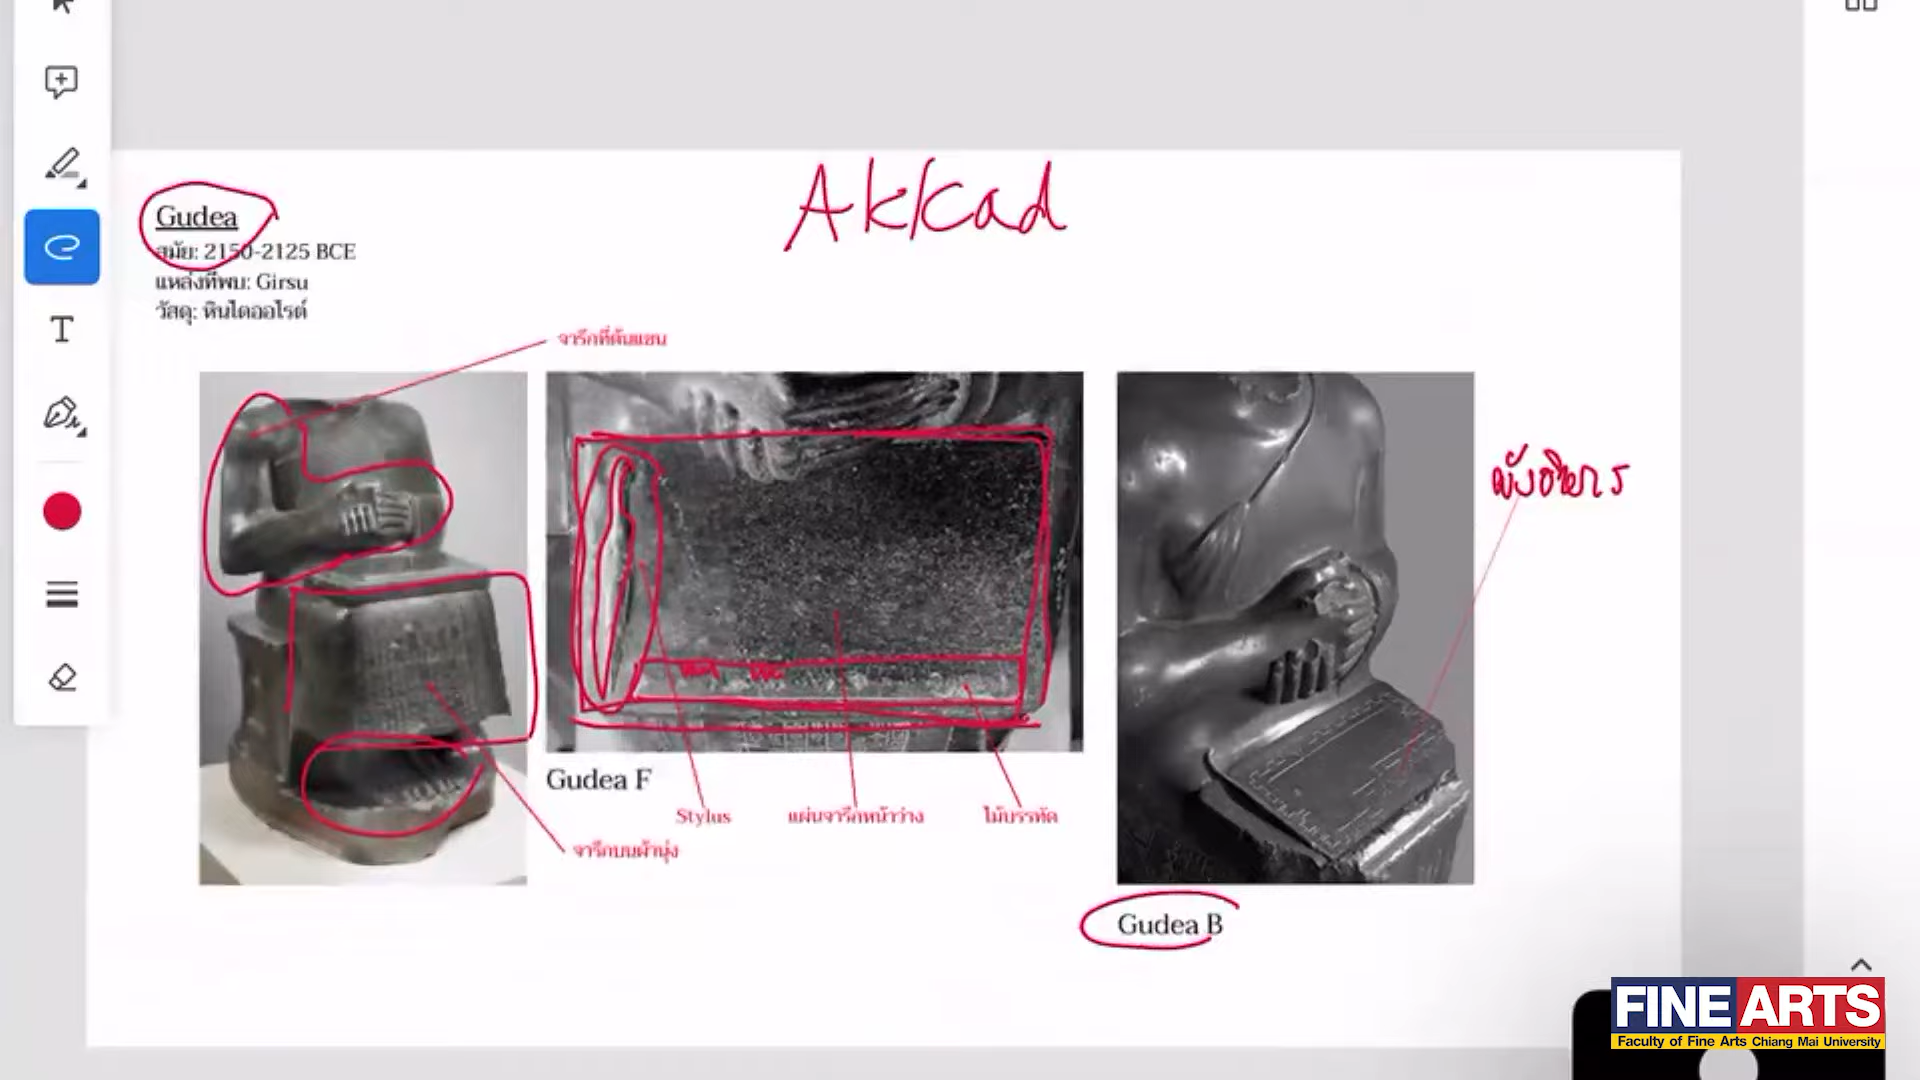 Akkad
Gudea
สมัย: 2150-2125 BCE
แหล่งที่พบ: Girsu
วัสดุ: หินไดออไรต์
จารึกที่ต้นแขน
ผังอาคาร
Gudea F
Stylus
แผ่นจารึกหน้าว่าง
ไม้บรรทัด
จารึกบนผ้านุ่ง
Gudea B
T
FINE ARTS
Faculty of Fine Arts Chiang Mai University